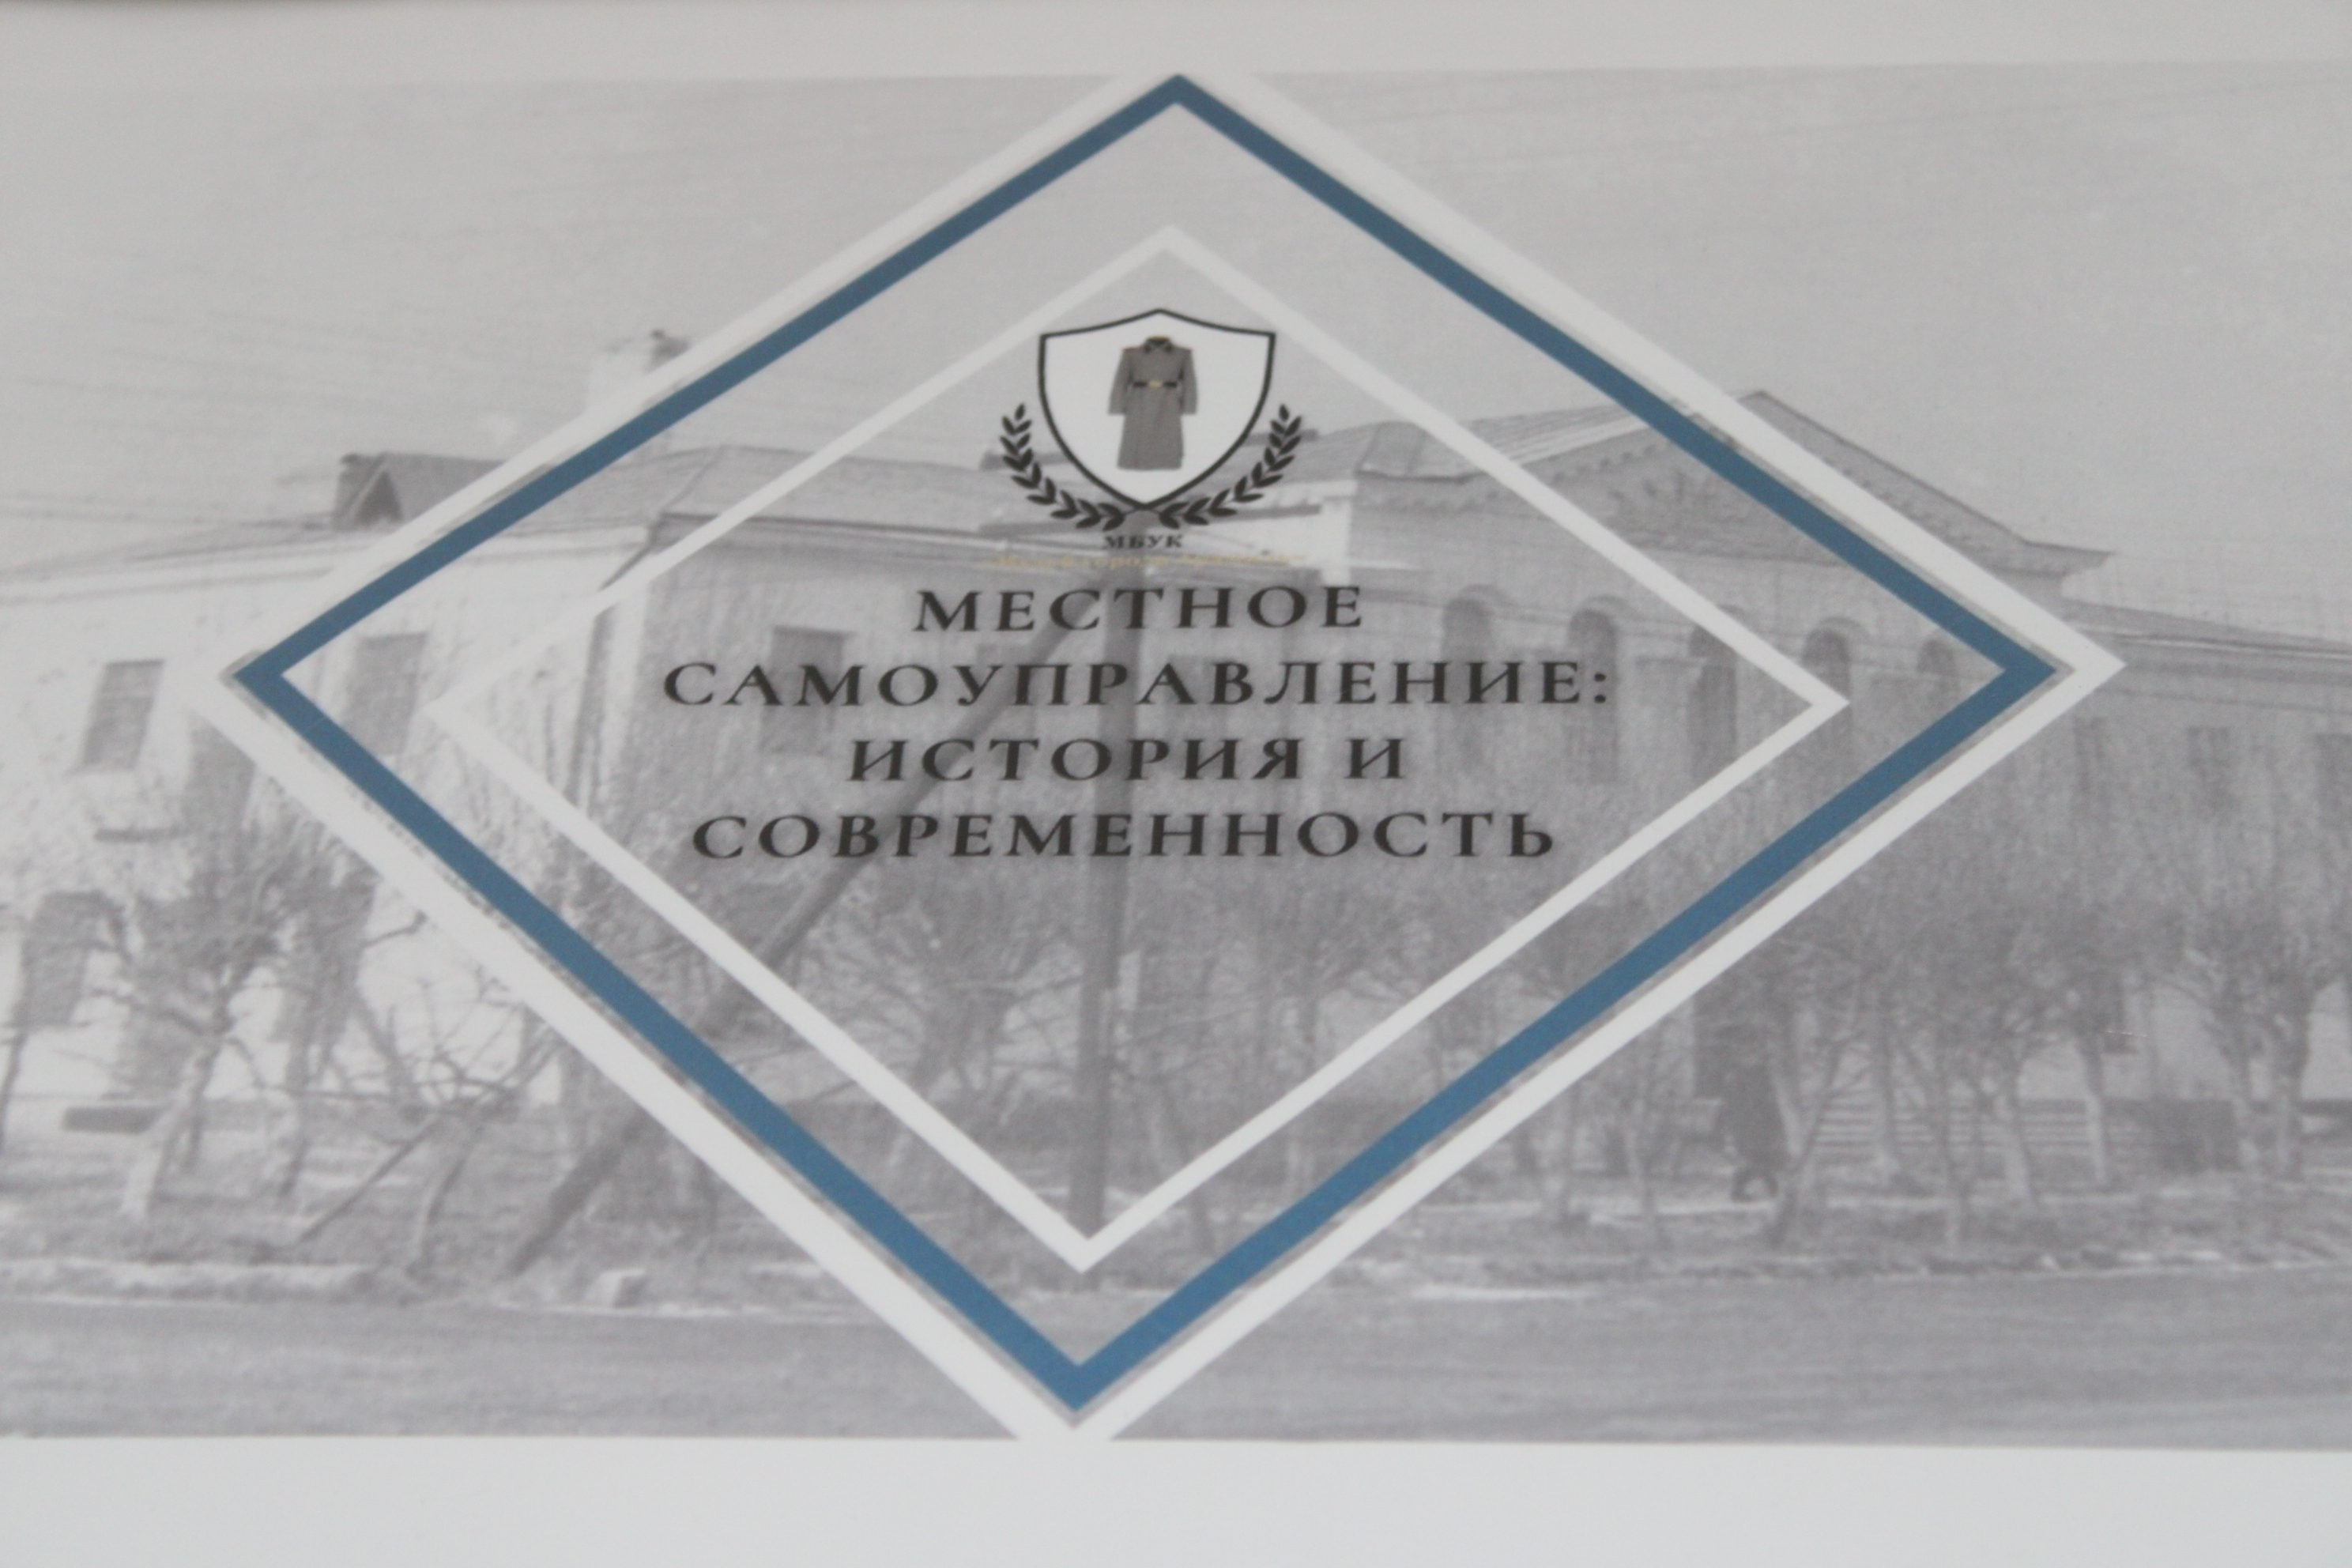 МБУК
МЕСТНОЕ
САМОУПРАВЛЕНИЕ:
ИСТОРИЯ И
СОВРЕМЕННОСТЬ